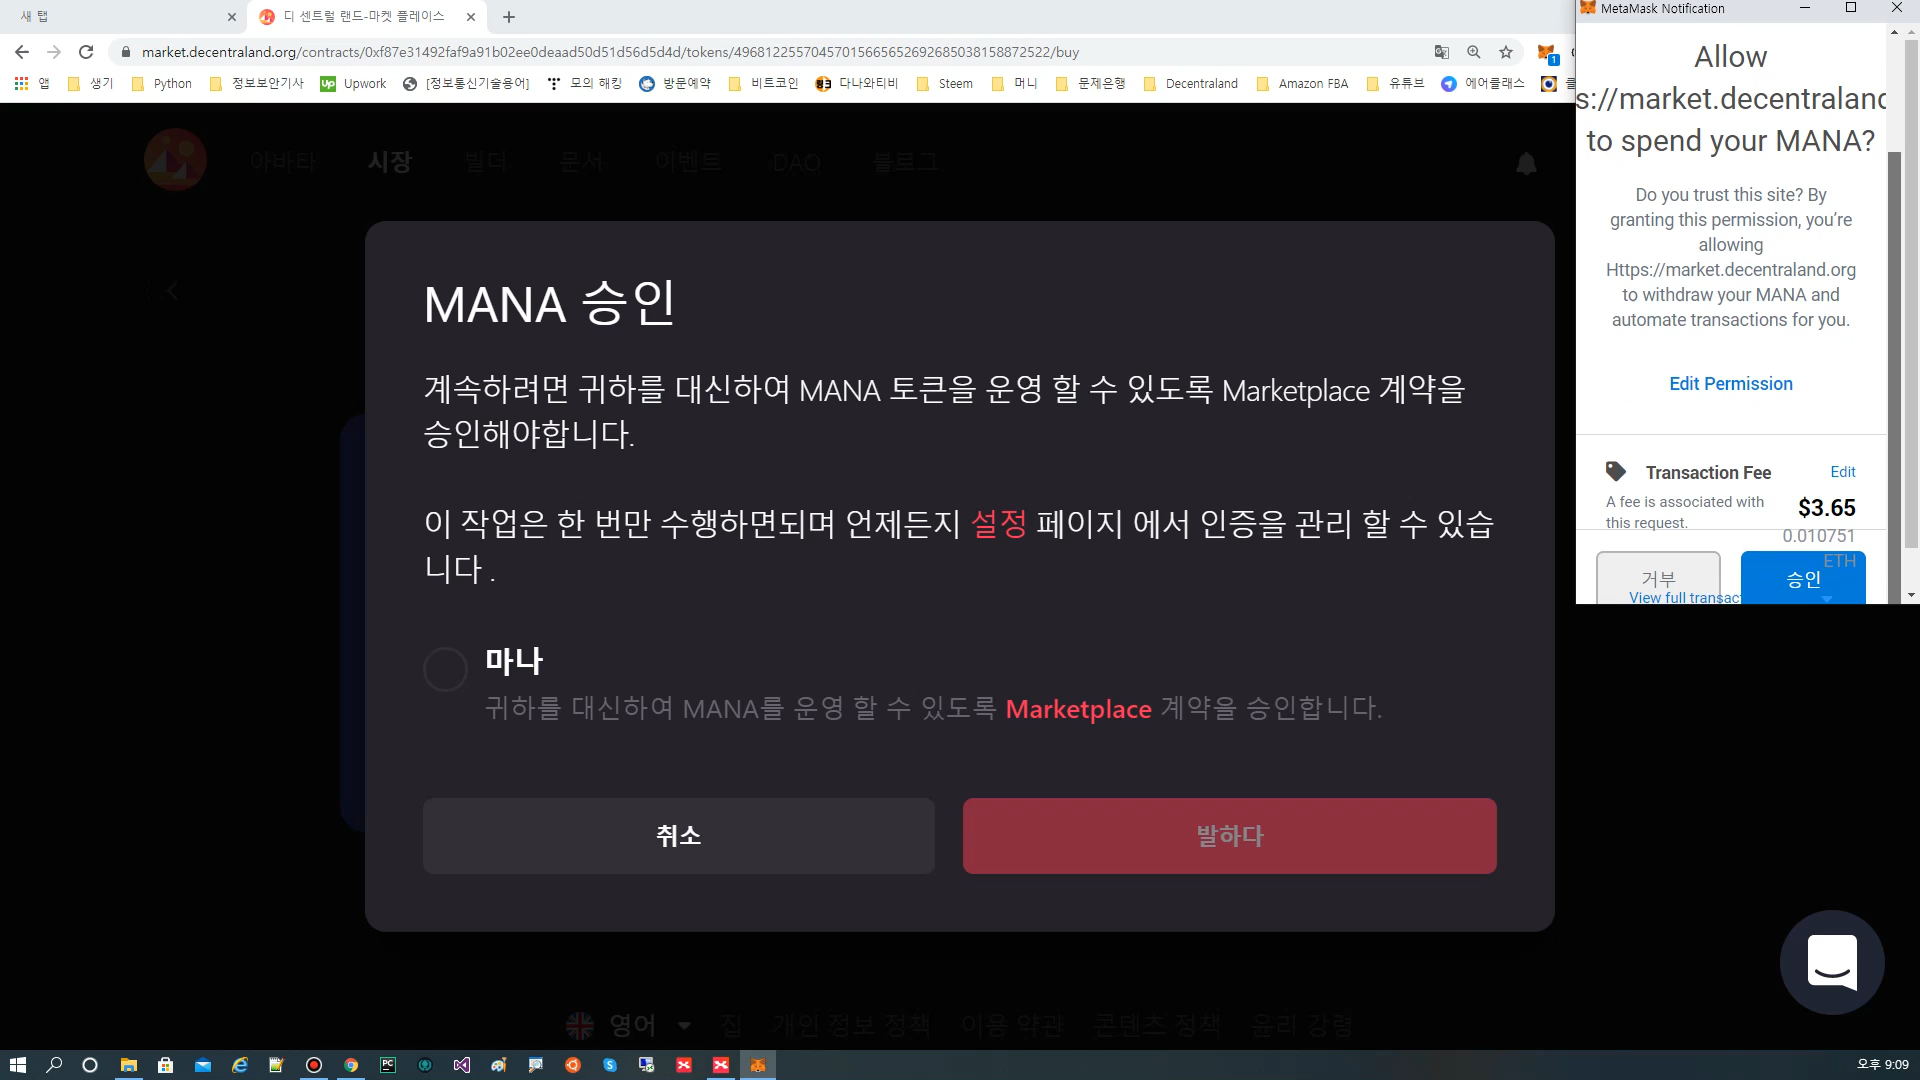 새 탭
디 센트럴 랜드-마켓 플레이스
market.decentraland.org/contracts/0xf87e31492faf9a91b02ee0deaad50d51d56d5d4d/tokens/4968122557045701566565269268503815887​2522/buy
앱 생기 Python 정보보안기사 Upwork [정보통신기술용어] 모의 해킹 방문예약 비트코인 다나와티비 Steem 머니 문제은행 Decentraland Amazon FBA 유튜브 에어클래스
아바타 시장 빌더 문서 이벤트 DAO 블로그
MANA 승인
계속하려면 귀하를 대신하여 MANA 토큰을 운영 할 수 있도록 Marketplace 계약을
승인해야합니다.
이 작업은 한 번만 수행하면되며 언제든지 설정 페이지 에서 인증을 관리 할 수 있습
니다 .
마나
귀하를 대신하여 MANA를 운영 할 수 있도록 Marketplace 계약을 승인합니다.
취소 발하다
영어 집 개인 정보 정책 이용 약관 콘텐츠 정책 윤리 강령
MetaMask Notification
Allow
s://market.decentraland
to spend your MANA?
Do you trust this site? By
granting this permission, you’re
allowing
Https://market.decentraland.org
to withdraw your MANA and
automate transactions for you.
Edit Permission
Transaction Fee Edit
A fee is associated with
this request.
$3.65
0.010751
ETH
거부 승인
View full transac
오후 9:09